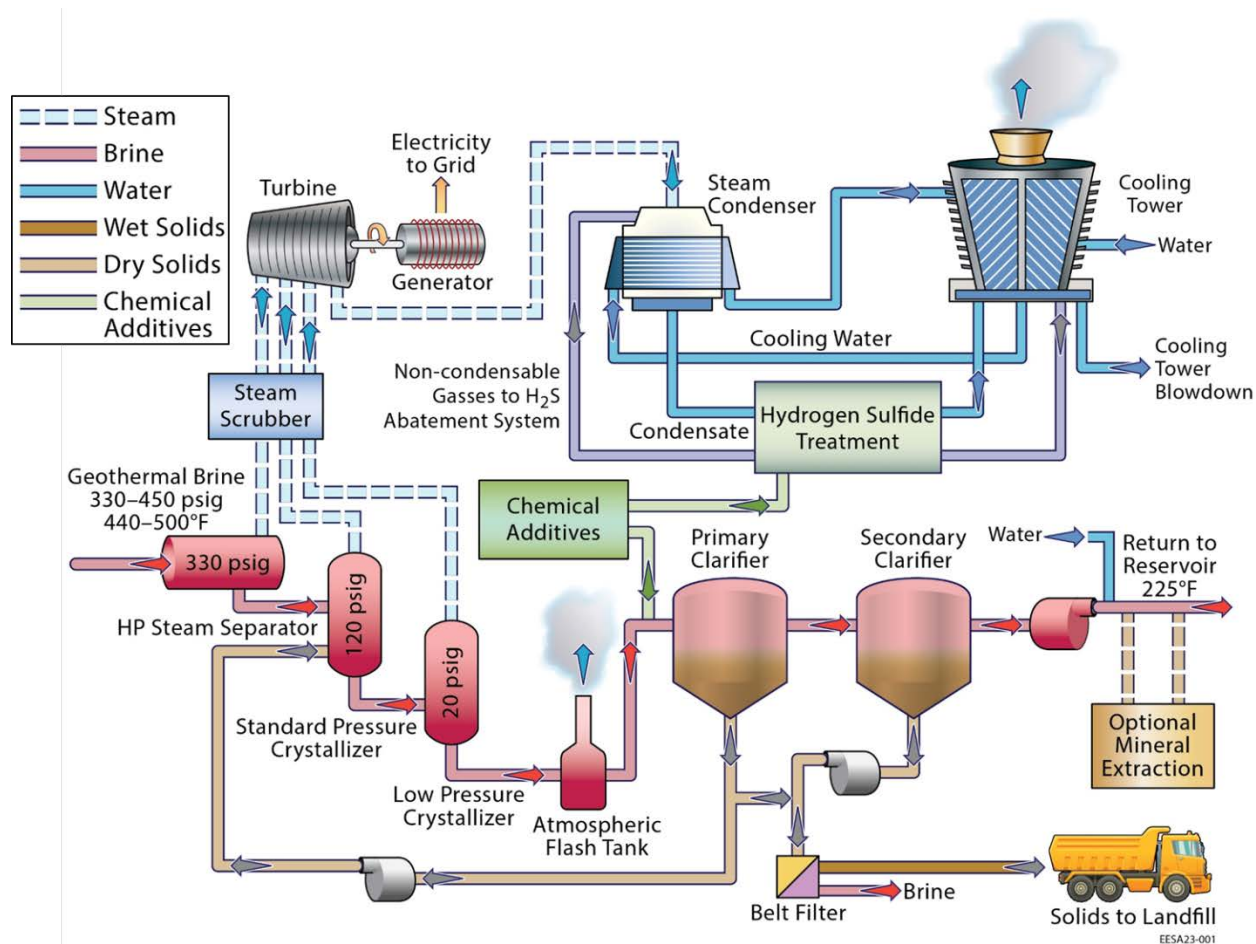 Steam
Brine
Water
Wet Solids
Dry Solids
Chemical
Additives
Electricity
to Grid
Turbine
Generator
Steam
Condenser
Cooling
Tower
Water
Cooling Water
Cooling
Tower
Blowdown
Non-condensable
Gasses to H₂S
Abatement System
Condensate
Hydrogen Sulfide
Treatment
Steam
Scrubber
Geothermal Brine
330–450 psig
440–500°F
330 psig
HP Steam Separator
120 psig
Standard Pressure
Crystallizer
20 psig
Low Pressure
Crystallizer
Chemical
Additives
Atmospheric
Flash Tank
Primary
Clarifier
Secondary
Clarifier
Water
Return to
Reservoir
225°F
Optional
Mineral
Extraction
Belt Filter
Brine
Solids to Landfill
EESA23-001